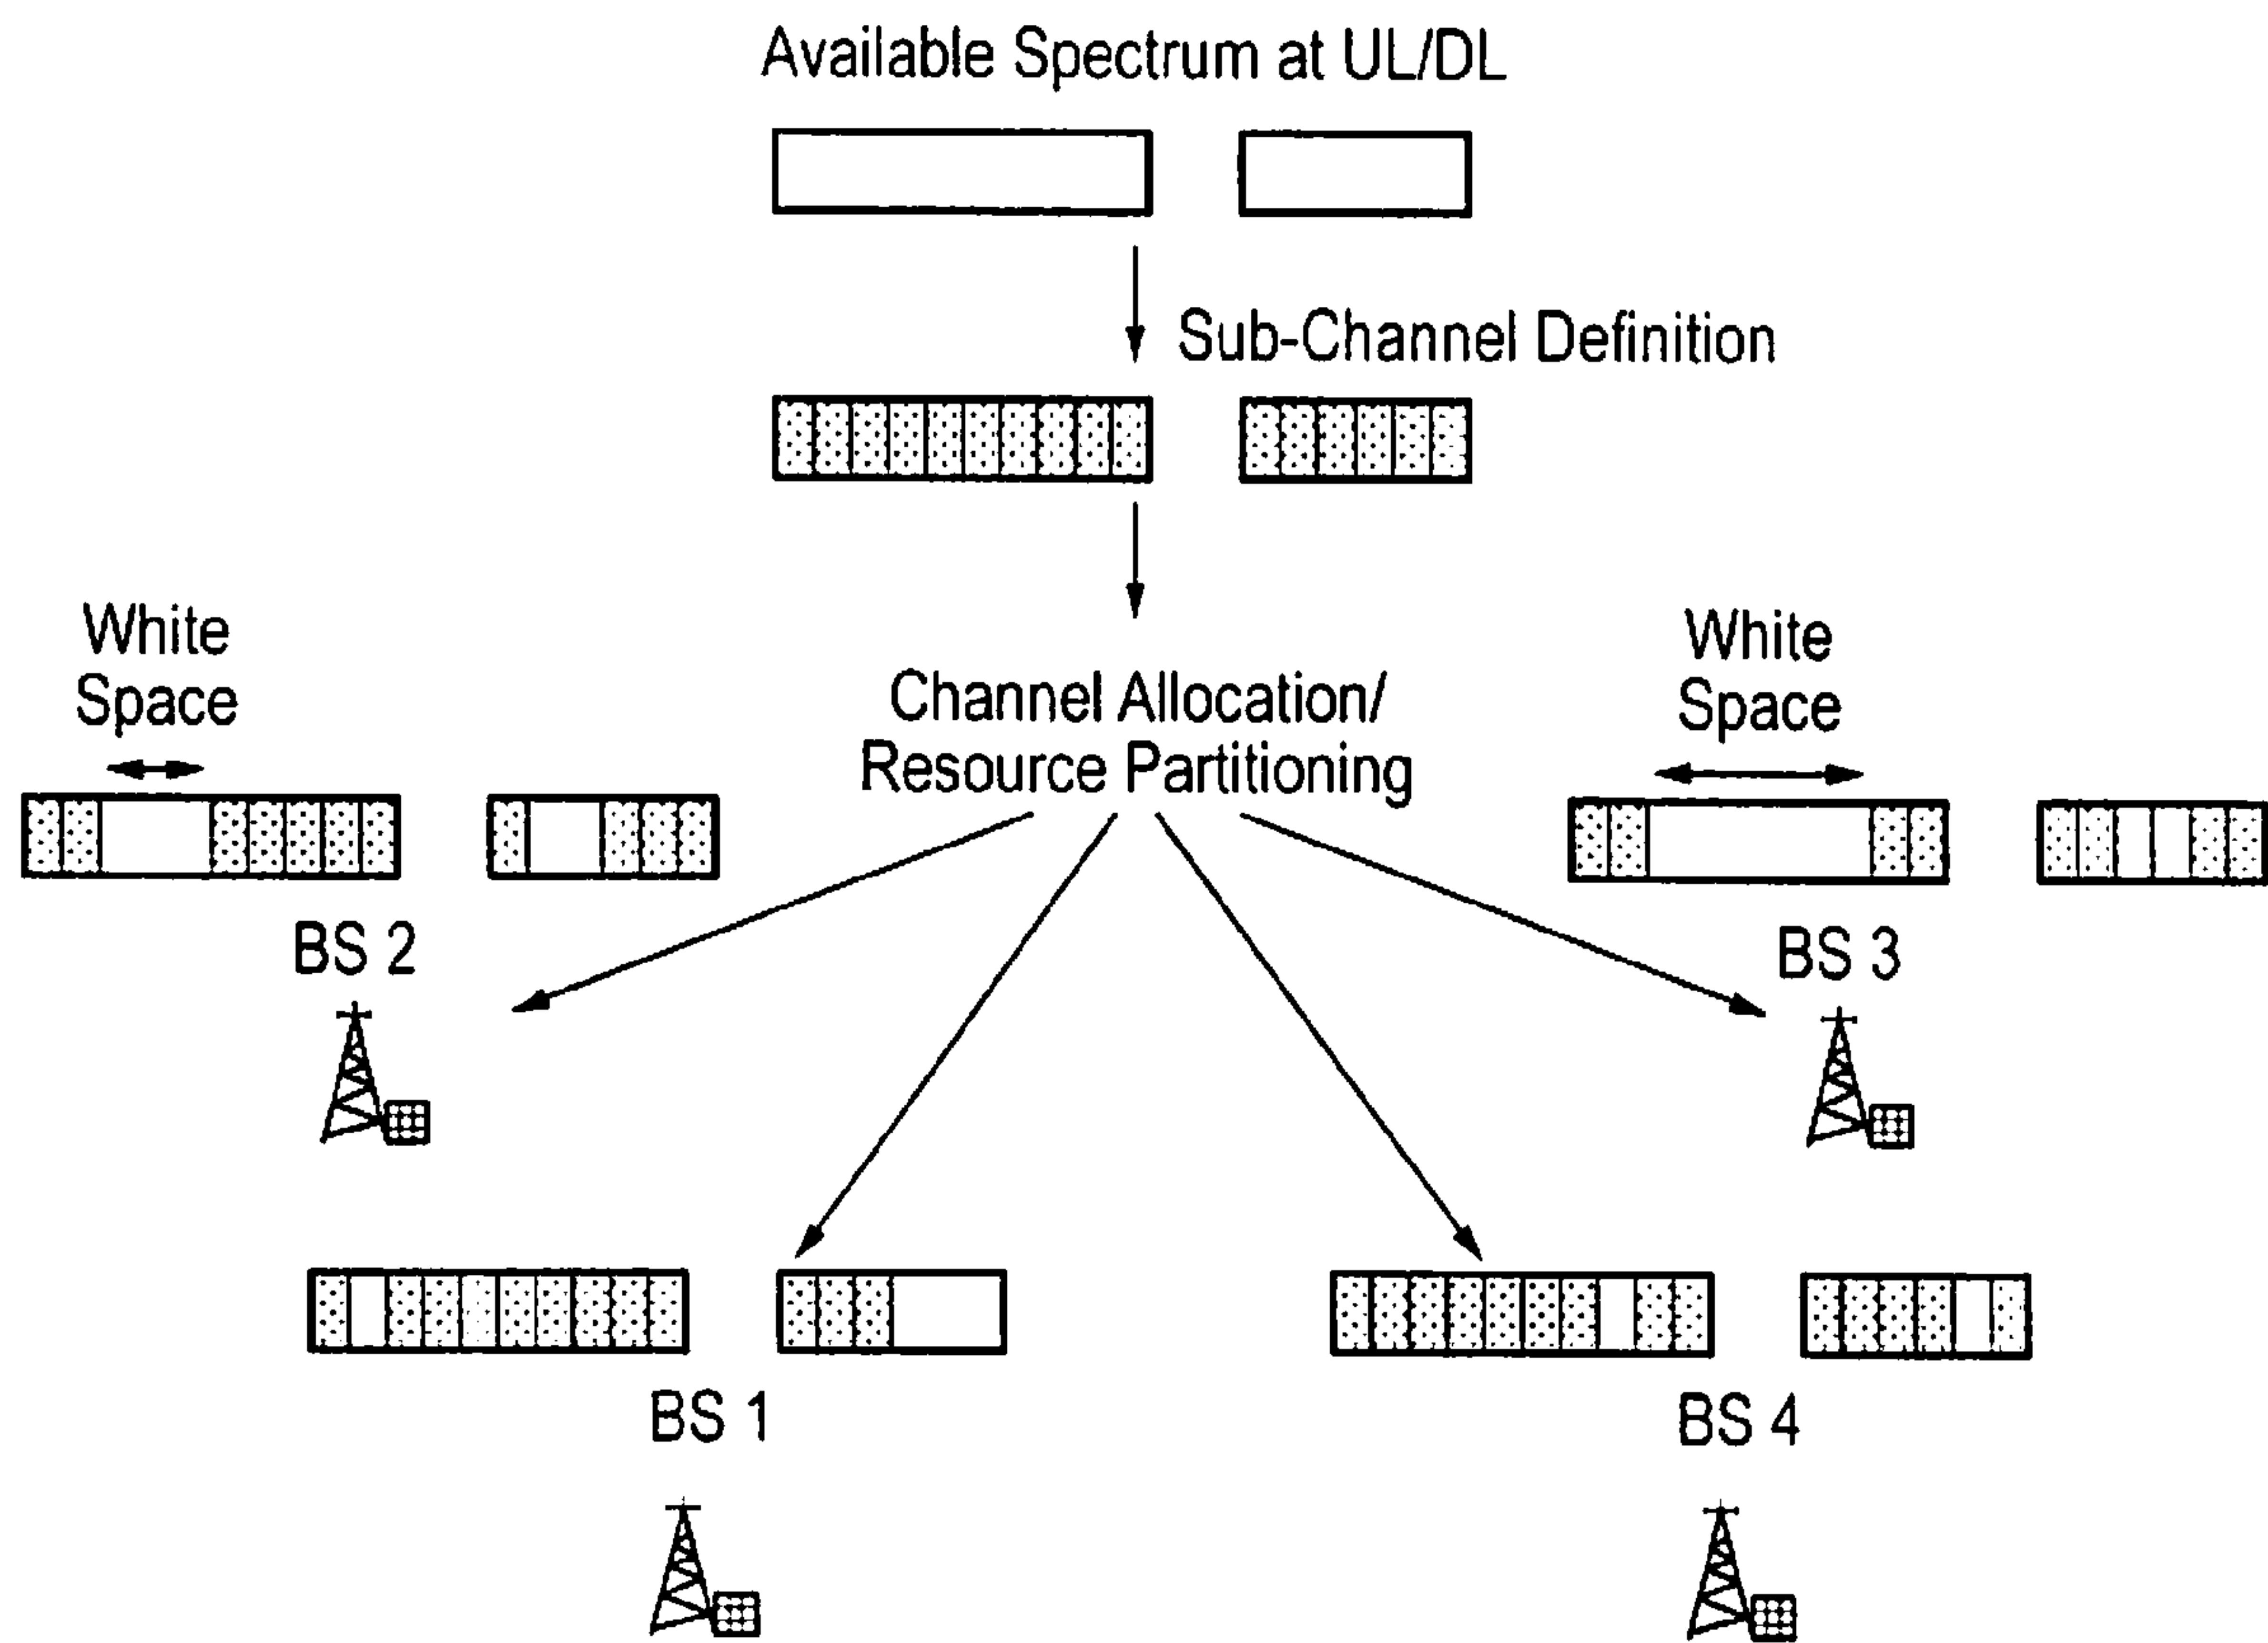 Available Spectrum at UL/DL
Sub-Channel Definition
White
Space
Channel Allocation/
Resource Partitioning
White
Space
BS 2
BS 3
BS 1
BS 4